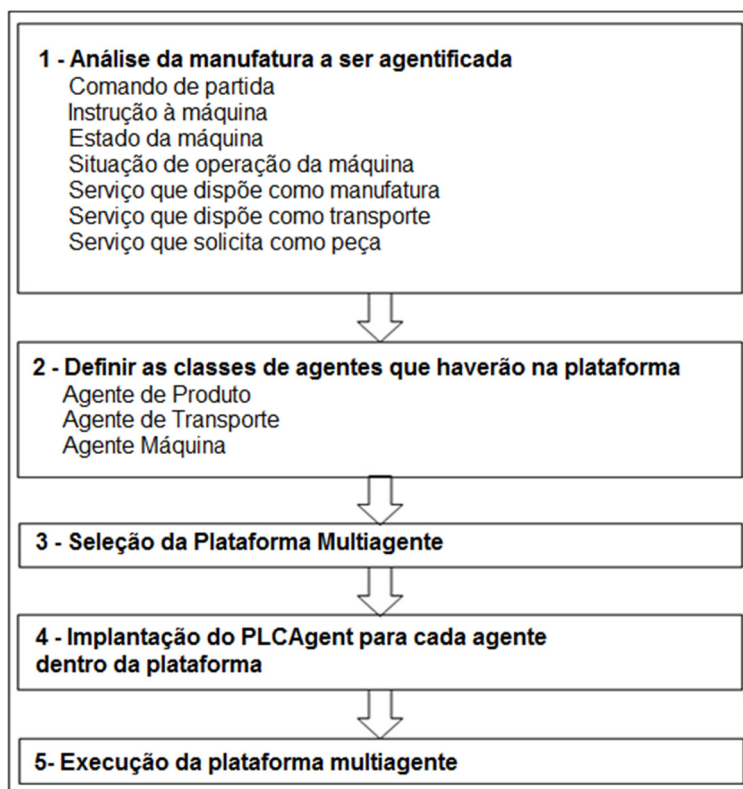 1 - Análise da manufatura a ser agentificada
Comando de partida
Instrução à máquina
Estado da máquina
Situação de operação da máquina
Serviço que dispõe como manufatura
Serviço que dispõe como transporte
Serviço que solicita como peça
2 - Definir as classes de agentes que haverão na plataforma
Agente de Produto
Agente de Transporte
Agente Máquina
3 - Seleção da Plataforma Multiagente
4 - Implantação do PLCAgent para cada agente
dentro da plataforma
5- Execução da plataforma multiagente